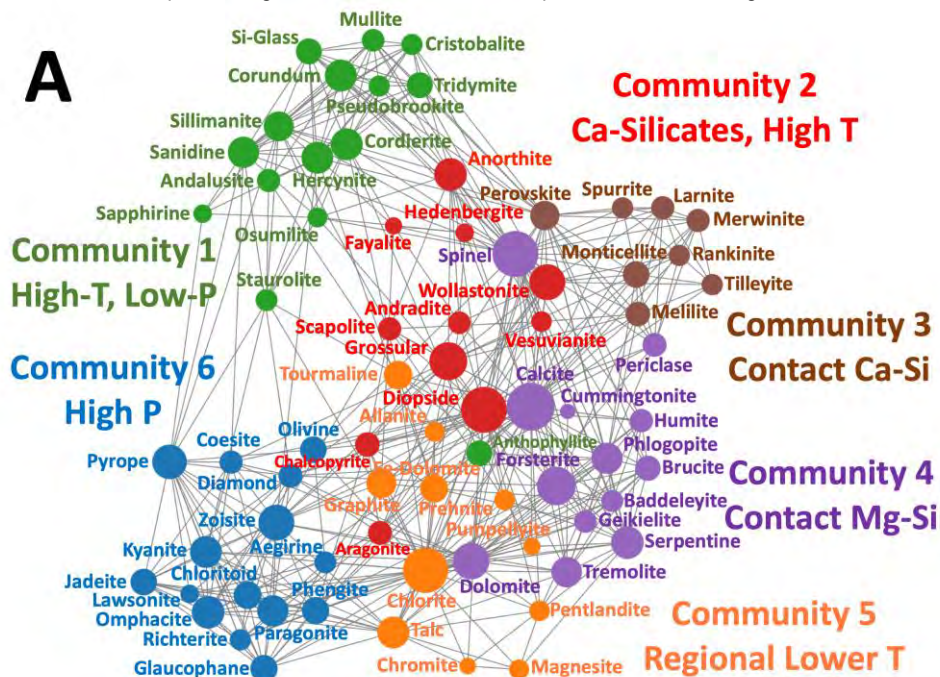 A
Mullite
Si-Glass
Cristobalite
Corundum
Tridymite
Pseudobrookite
Sillimanite
Cordierite
Sanidine
Andalusite
Hercynite
Sapphirine
Osumilite
Staurolite
Community 1
High-T, Low-P
Community 2
Ca-Silicates, High T
Anorthite
Perovskite
Spurrite
Larnite
Hedenbergite
Merwinite
Fayalite
Spinel
Monticellite
Rankinite
Wollastonite
Tilleyite
Andradite
Melilite
Scapolite
Vesuvianite
Grossular
Community 3
Contact Ca-Si
Periclase
Tourmaline
Calcite
Cummingtonite
Diopside
Allanite
Humite
Community 6
High P
Olivine
Coesite
Anthophyllite
Phlogopite
Pyrope
Chalcopyrite
Forsterite
Brucite
Diamond
Fe-Dolomite
Graphite
Prehnite
Baddeleyite
Community 4
Contact Mg-Si
Zoisite
Pumpellyite
Geikielite
Serpentine
Kyanite
Aegirine
Aragonite
Jadeite
Chloritoid
Phengite
Dolomite
Tremolite
Lawsonite
Chlorite
Omphacite
Pentlandite
Richterite
Paragonite
Talc
Community 5
Regional Lower T
Glaucophane
Chromite
Magnesite